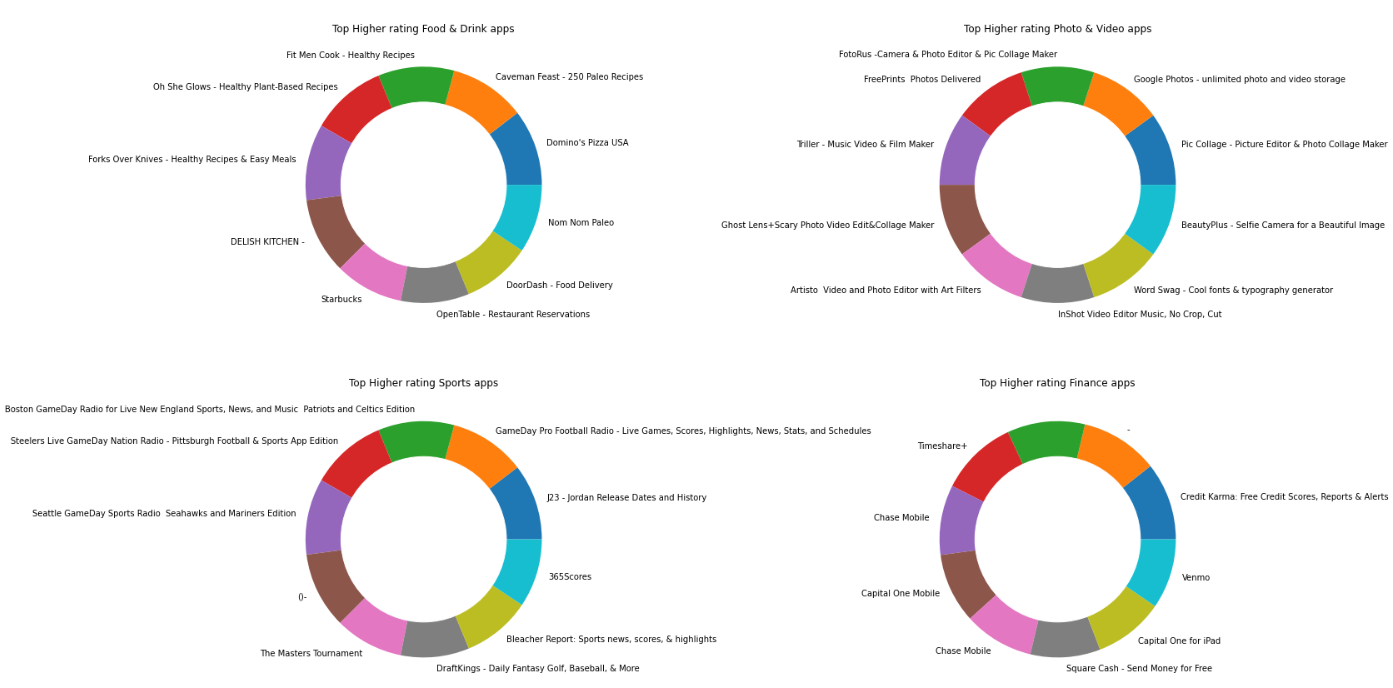 Top Higher rating Food & Drink apps
Fit Men Cook - Healthy Recipes
Caveman Feast - 250 Paleo Recipes
Oh She Glows - Healthy Plant-Based Recipes
Domino's Pizza USA
Forks Over Knives - Healthy Recipes & Easy Meals
Nom Nom Paleo
DELISH KITCHEN -
DoorDash - Food Delivery
Starbucks
OpenTable - Restaurant Reservations
Top Higher rating Photo & Video apps
FotoRus -Camera & Photo Editor & Pic Collage Maker
FreePrints  Photos Delivered
Google Photos - unlimited photo and video storage
Triller - Music Video & Film Maker
Pic Collage - Picture Editor & Photo Collage Maker
Ghost Lens+Scary Photo Video Edit&Collage Maker
BeautyPlus - Selfie Camera for a Beautiful Image
Artisto  Video and Photo Editor with Art Filters
Word Swag - Cool fonts & typography generator
InShot Video Editor Music, No Crop, Cut
Top Higher rating Sports apps
Boston GameDay Radio for Live New England Sports, News, and Music  Patriots and Celtics Edition
GameDay Pro Football Radio - Live Games, Scores, Highlights, News, Stats, and Schedules
Steelers Live GameDay Nation Radio - Pittsburgh Football & Sports App Edition
J23 - Jordan Release Dates and History
Seattle GameDay Sports Radio  Seahawks and Mariners Edition
365Scores
()-
Bleacher Report: Sports news, scores, & highlights
The Masters Tournament
DraftKings - Daily Fantasy Golf, Baseball, & More
Top Higher rating Finance apps
-
Timeshare+
Credit Karma: Free Credit Scores, Reports & Alerts
Chase Mobile
Venmo
Capital One Mobile
Capital One for iPad
Chase Mobile
Square Cash - Send Money for Free